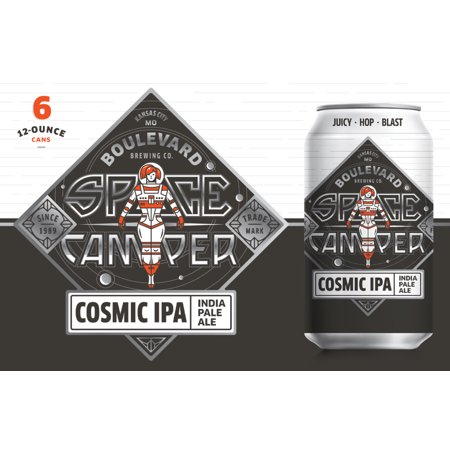 6
12-OUNCE
CANS
KANSAS CITY
MO
BOULEVARD
BREWING CO.
SPACE
CAMPER
SINCE
1989
TRADE
MARK
COSMIC IPA
INDIA
PALE
ALE
JUICY · HOP · BLAST
KANSAS CITY
MO
BOULEVARD
BREWING CO.
SPACE
CAMPER
COSMIC IPA
INDIA
PALE
ALE